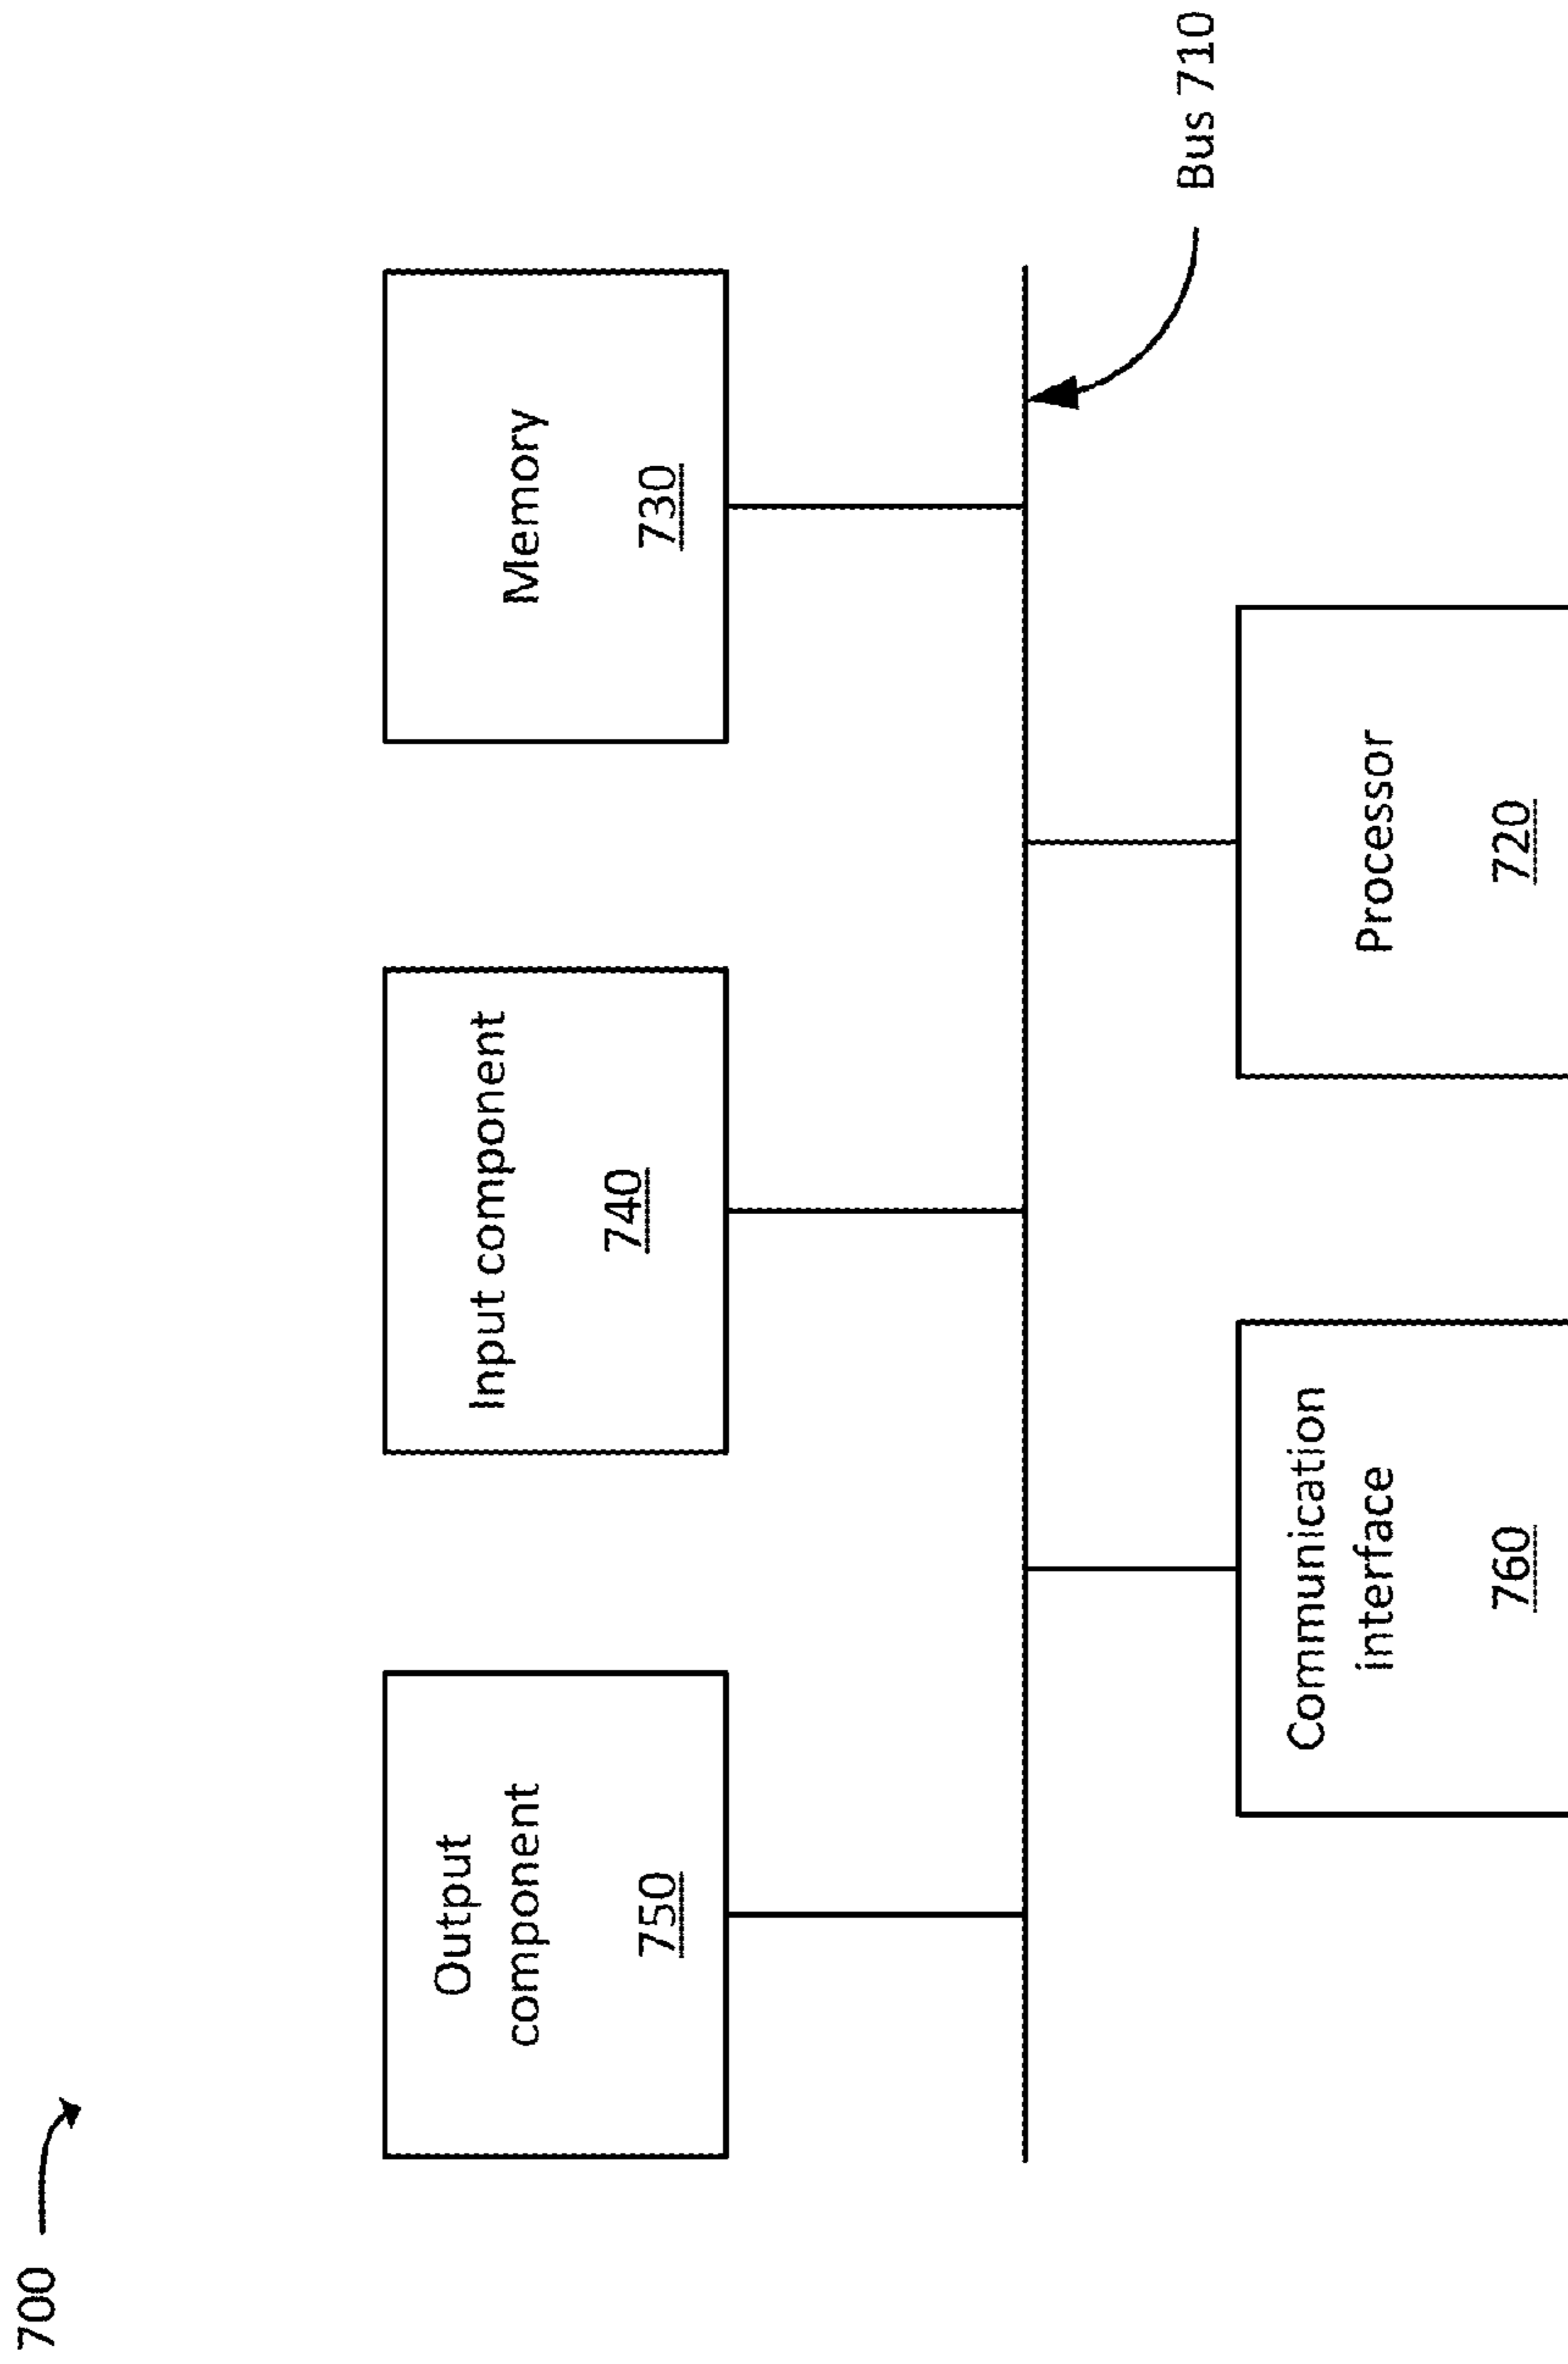 700
Output
component
750
Input component
740
Memory
730
Bus 710
Communication
interface
760
Processor
720